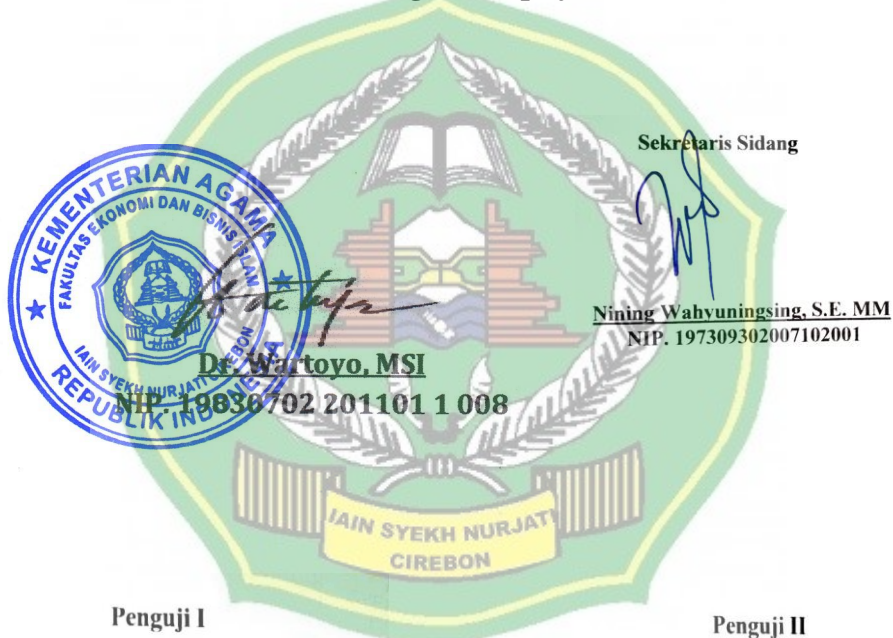 Sekretaris Sidang
KEMENTERIAN AGAMA
FAKULTAS EKONOMI DAN BISNIS ISLAM
IAIN SYEKH NURJATI CIREBON
REPUBLIK INDONESIA
Dr. Wartoyo, MSI
NIP. 19836702 201101 1 008
Nining Wahyuningsing, S.E. MM
NIP. 197309302007102001
IAIN SYEKH NURJATI
CIREBON
Penguji I
Penguji II